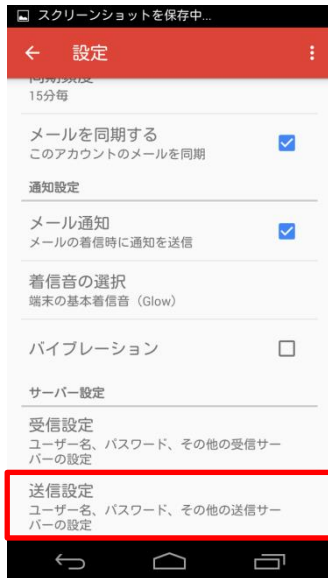 スクリーンショットを保存中...
設定
同期頻度
15分毎
メールを同期する
このアカウントのメールを同期
通知設定
メール通知
メールの着信時に通知を送信
着信音の選択
端末の基本着信音（Glow）
バイブレーション
サーバー設定
受信設定
ユーザー名、パスワード、その他の受信サー
バーの設定
送信設定
ユーザー名、パスワード、その他の送信サー
バーの設定